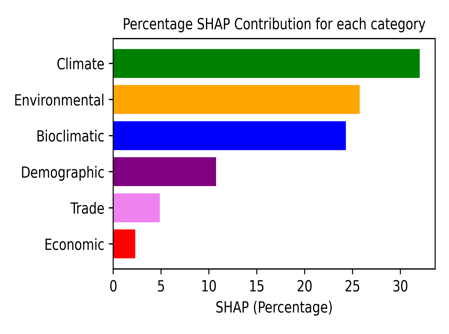 Percentage SHAP Contribution for each category
Climate
Environmental
Bioclimatic
Demographic
Trade
Economic
0 5 10 15 20 25 30
SHAP (Percentage)